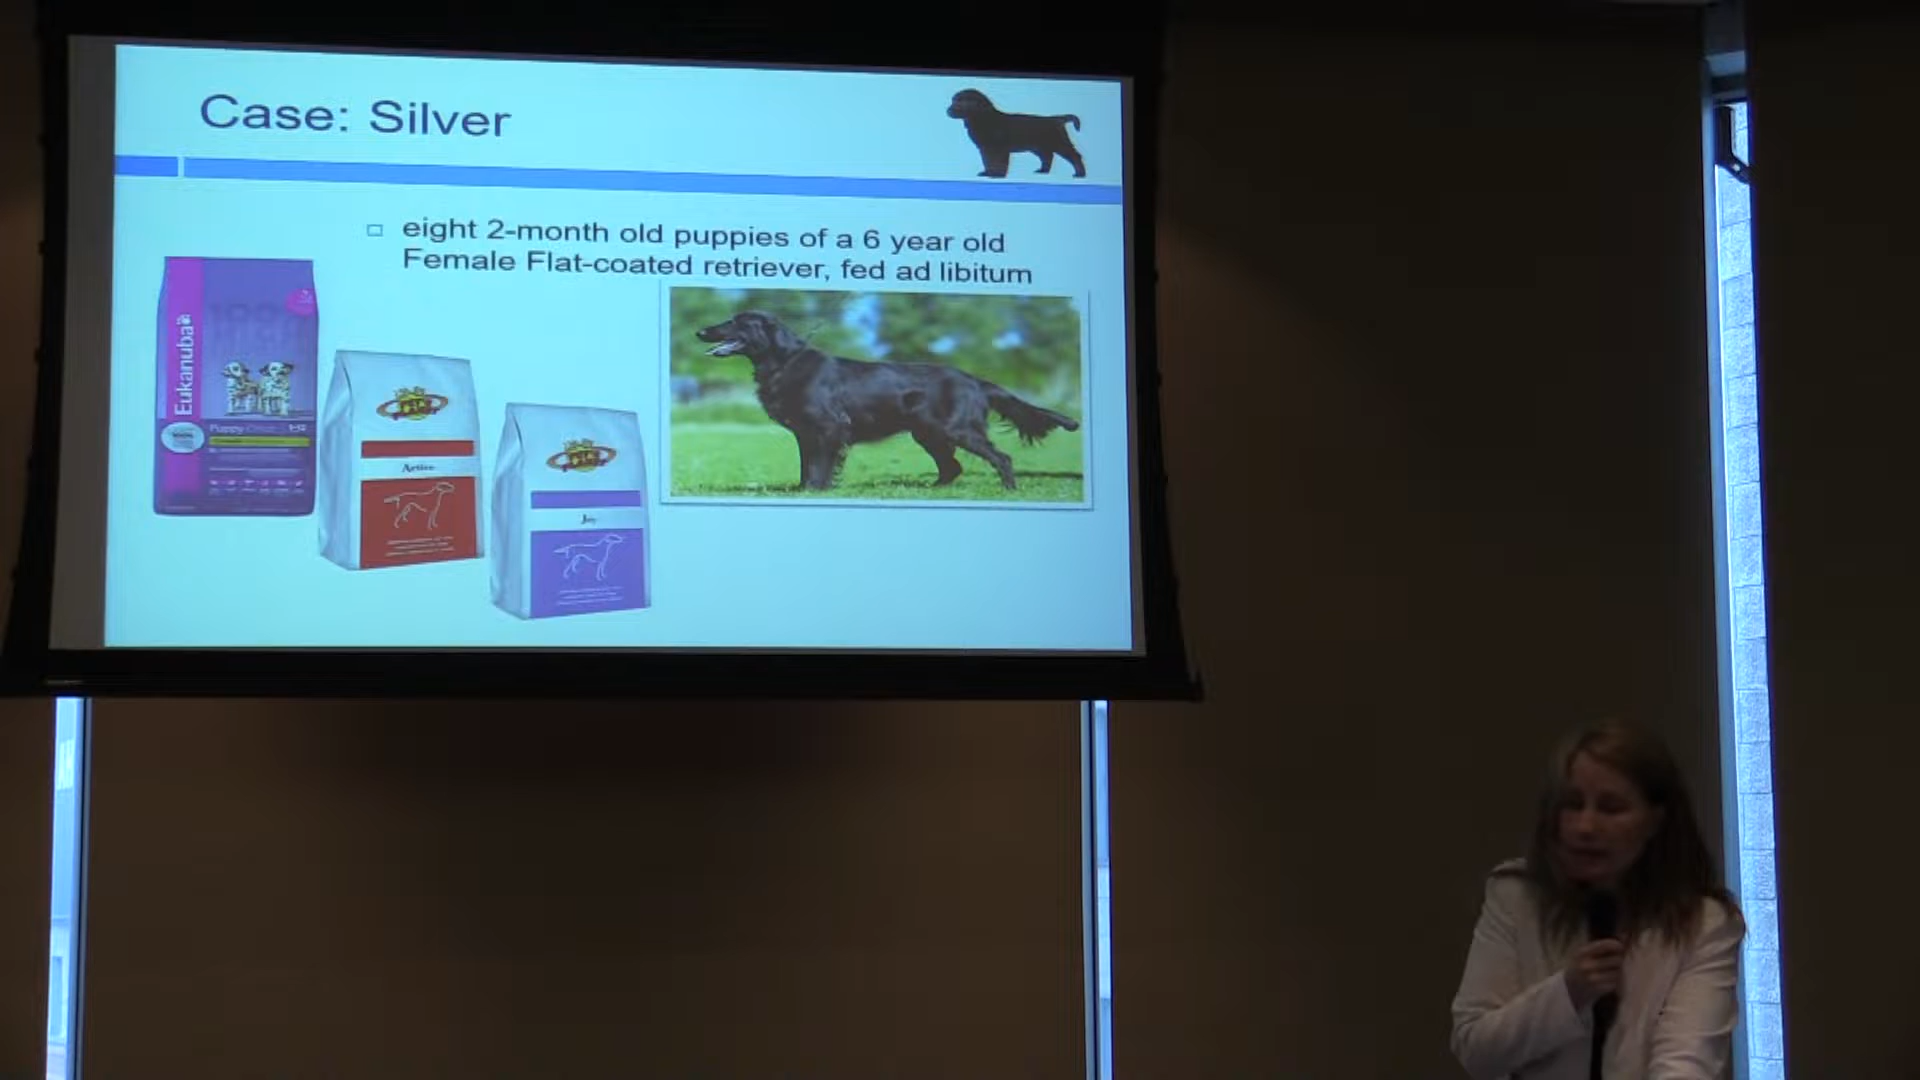 Case: Silver
eight 2-month old puppies of a 6 year old
Female Flat-coated retriever, fed ad libitum
Eukanuba
Puppy
Active
Joy